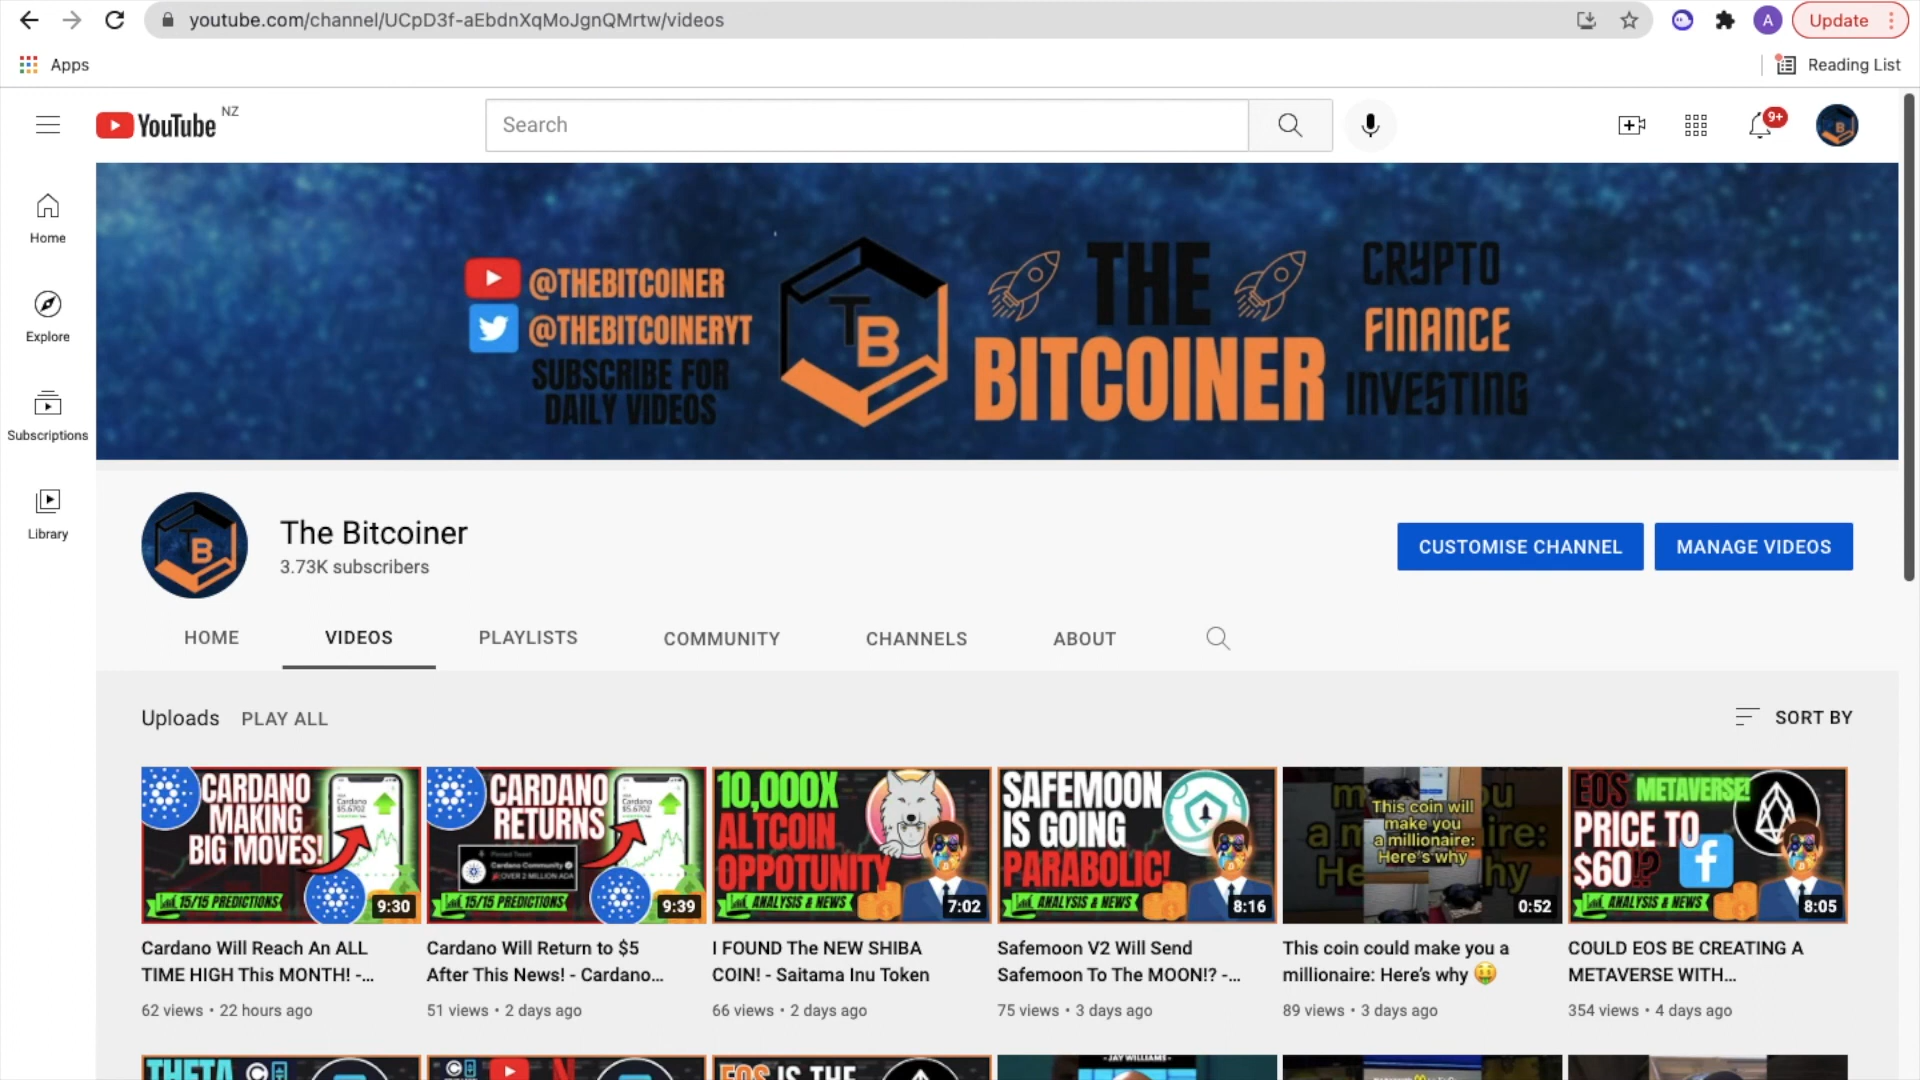 youtube.com/channel/UCpD3f-aEbdnXqMoJgnQMrtw/videos
A
Update
Apps
Reading List
YouTube NZ
Search
9+
Home
Explore
Subscriptions
Library
@THEBITCOINER
@THEBITCOINERYT
SUBSCRIBE FOR
DAILY VIDEOS
TB
THE
BITCOINER
CRYPTO
FINANCE
INVESTING
TB
The Bitcoiner
3.73K subscribers
CUSTOMISE CHANNEL
MANAGE VIDEOS
HOME
VIDEOS
PLAYLISTS
COMMUNITY
CHANNELS
ABOUT
Uploads
PLAY ALL
SORT BY
CARDANO
MAKING
BIG MOVES!
Cardano
$5.6702
15/15 PREDICTIONS
9:30
CARDANO
RETURNS
Cardano
$5.6702
Pinned Tweet
Cardano Community
OVER 2 MILLION ADA
15/15 PREDICTIONS
9:39
10,000X
ALTCOIN
OPPOTUNITY
ANALYSIS & NEWS
7:02
SAFEMOON
IS GOING
PARABOLIC!
ANALYSIS & NEWS
8:16
This coin will
make you
a millionaire:
Here's why
0:52
EOS METAVERSE!
PRICE TO
$60!?
ANALYSIS & NEWS
8:05
Cardano Will Reach An ALL
TIME HIGH This MONTH! -...
62 views • 22 hours ago
Cardano Will Return to $5
After This News! - Cardano...
51 views • 2 days ago
I FOUND The NEW SHIBA
COIN! - Saitama Inu Token
66 views • 2 days ago
Safemoon V2 Will Send
Safemoon To The MOON!? -...
75 views • 3 days ago
This coin could make you a
millionaire: Here's why 🤑
89 views • 3 days ago
COULD EOS BE CREATING A
METAVERSE WITH...
354 views • 4 days ago
THETA
EOS IS THE
- JAY WILLIAMS -